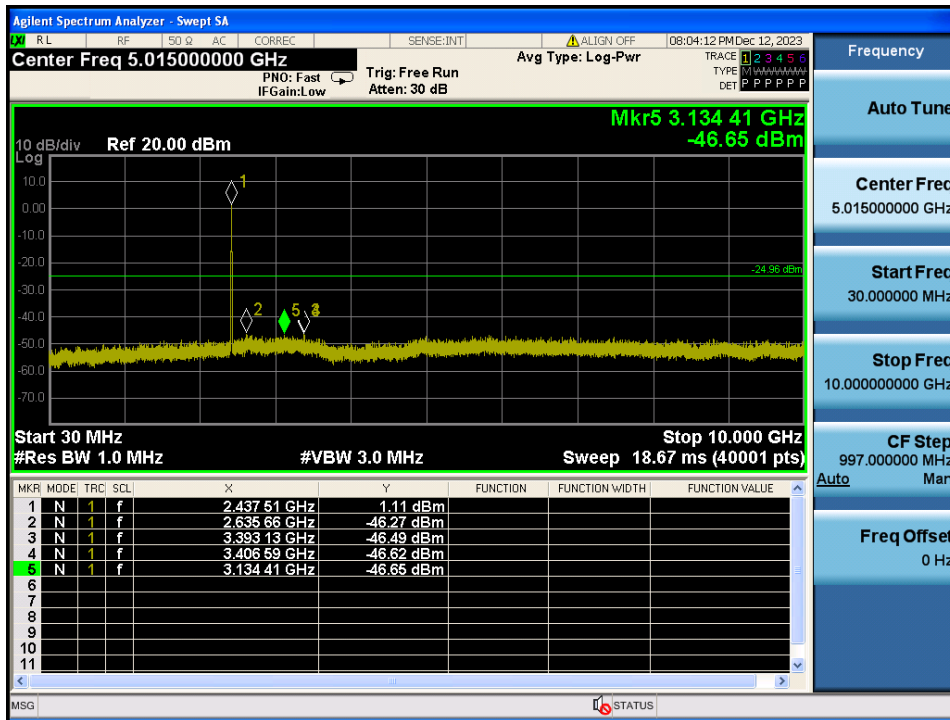 Agilent Spectrum Analyzer - Swept SA
LXI RL RF 50 Ω AC CORREC SENSE:INT ALIGN OFF 08:04:12 PM Dec 12, 2023
Center Freq 5.015000000 GHz
PNO: Fast
IFGain:Low
Trig: Free Run
Atten: 30 dB
Avg Type: Log-Pwr
TRACE 1 2 3 4 5 6
TYPE M
DET P P P P P P
Mkr5 3.134 41 GHz
-46.65 dBm
10 dB/div Ref 20.00 dBm
Log
10.0
0.00
-10.0
-20.0
-30.0
-40.0
-50.0
-60.0
-70.0
1
2
5
3
-24.96 dBm
Start 30 MHz Stop 10.000 GHz
#Res BW 1.0 MHz #VBW 3.0 MHz Sweep 18.67 ms (40001 pts)
MKR MODE TRC SCL X Y FUNCTION FUNCTION WIDTH FUNCTION VALUE
1 N 1 f 2.437 51 GHz 1.11 dBm
2 N 1 f 2.635 66 GHz -46.27 dBm
3 N 1 f 3.393 13 GHz -46.49 dBm
4 N 1 f 3.406 59 GHz -46.62 dBm
5 N 1 f 3.134 41 GHz -46.65 dBm
6
7
8
9
10
11
MSG STATUS
Frequency
Auto Tune
Center Freq
5.015000000 GHz
Start Freq
30.000000 MHz
Stop Freq
10.000000000 GHz
CF Step
997.000000 MHz
Auto Man
Freq Offset
0 Hz